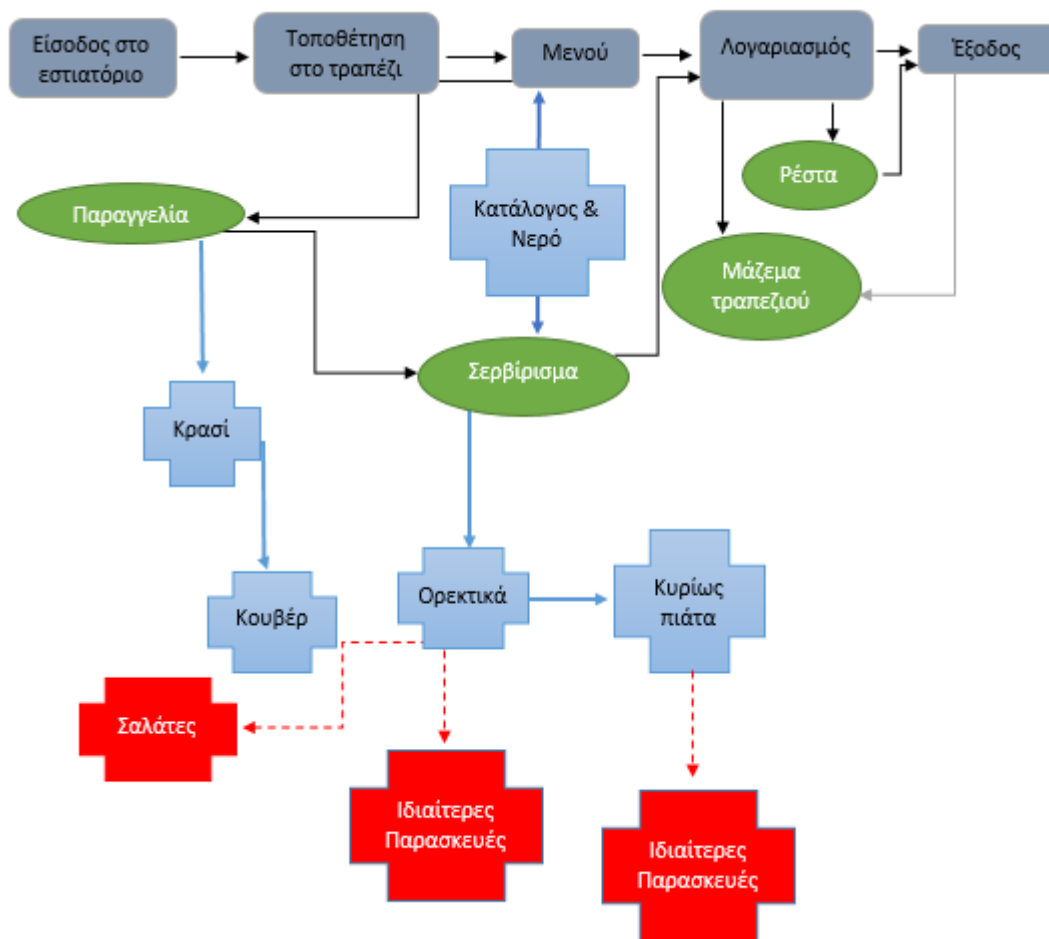 Είσοδος στο
εστιατόριο
Τοποθέτηση
στο τραπέζι
Μενού
Λογαριασμός
Έξοδος
Ρέστα
Παραγγελία
Κατάλογος &
Νερό
Μάζεμα
τραπεζιού
Σερβίρισμα
Κρασί
Κουβέρ
Ορεκτικά
Κυρίως
πιάτα
Σαλάτες
Ιδιαίτερες
Παρασκευές
Ιδιαίτερες
Παρασκευές